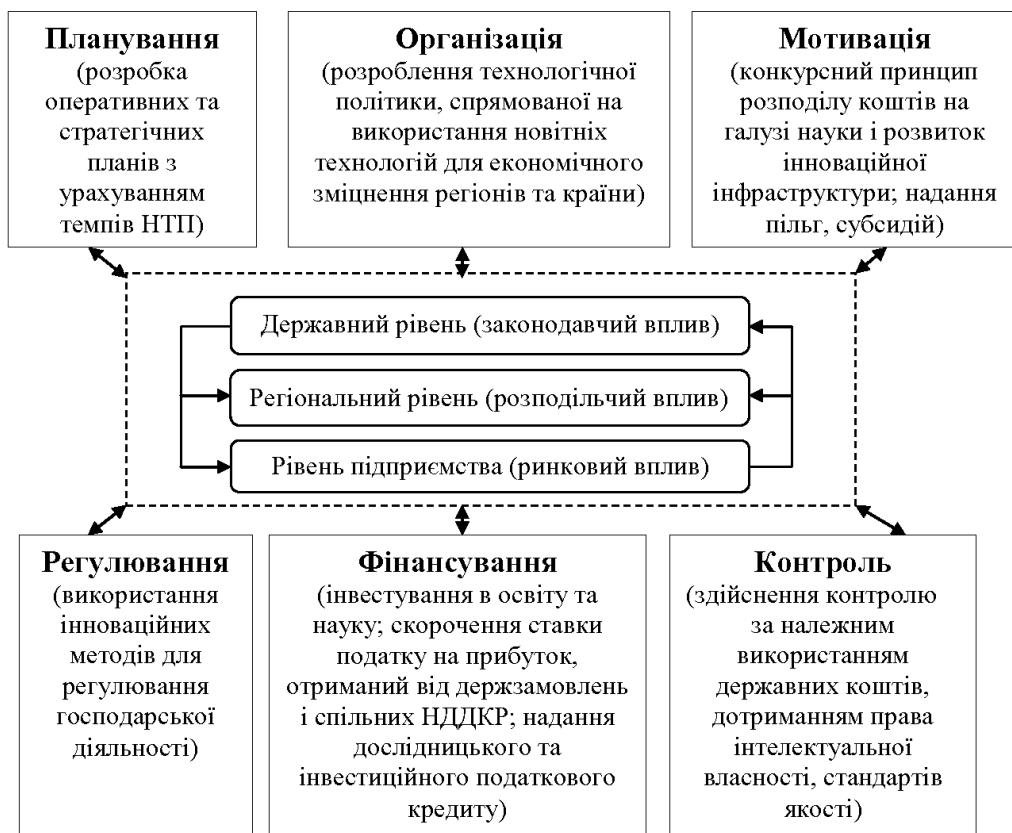 Планування
(розробка
оперативних та
стратегічних
планів з
урахуванням
темпів НТП)
Організація
(розроблення технологічної
політики, спрямованої на
використання новітніх
технологій для економічного
зміцнення регіонів та країни)
Мотивація
(конкурсний принцип
розподілу коштів на
галузі науки і розвиток
інноваційної
інфраструктури; надання
пільг, субсидій)
Державний рівень (законодавчий вплив)
Регіональний рівень (розподільчий вплив)
Рівень підприємства (ринковий вплив)
Регулювання
(використання
інноваційних
методів для
регулювання
господарської
діяльності)
Фінансування
(інвестування в освіту та
науку; скорочення ставки
податку на прибуток,
отриманий від держзамовлень
і спільних НДДКР; надання
дослідницького та
інвестиційного податкового
кредиту)
Контроль
(здійснення контролю
за належним
використанням
державних коштів,
дотриманням права
інтелектуальної
власності, стандартів
якості)